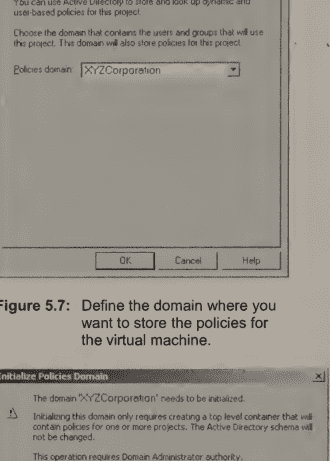 You can use Active Directory to store and look up dynamic and
user-based policies for this project.
Choose the domain that contains the users and groups that will use
this project. This domain will also store policies for this project
Policies domain: XYZCorporation
OK Cancel Help
Figure 5.7: Define the domain where you
want to store the policies for
the virtual machine.
Initialize Policies Domain
The domain "XYZCorporation" needs to be initialized.
Initializing this domain only requires creating a top level container that will
contain policies for one or more projects. The Active Directory schema will
not be changed.
This operation requires Domain Administrator authority.